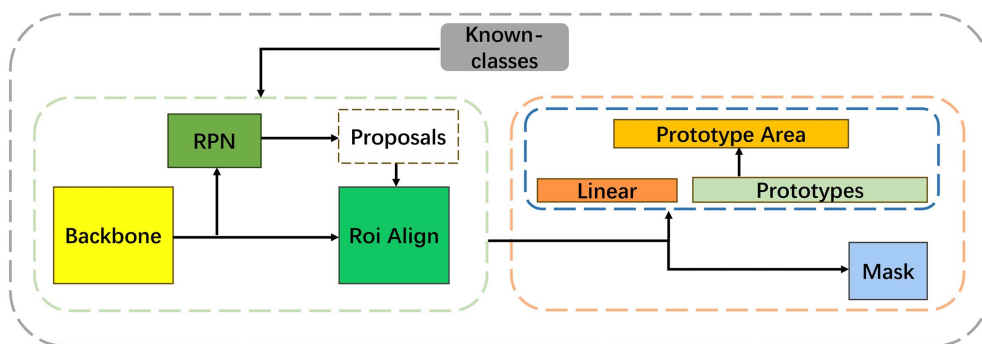 Known-
classes
RPN
Proposals
Backbone
Roi Align
Prototype Area
Linear
Prototypes
Mask